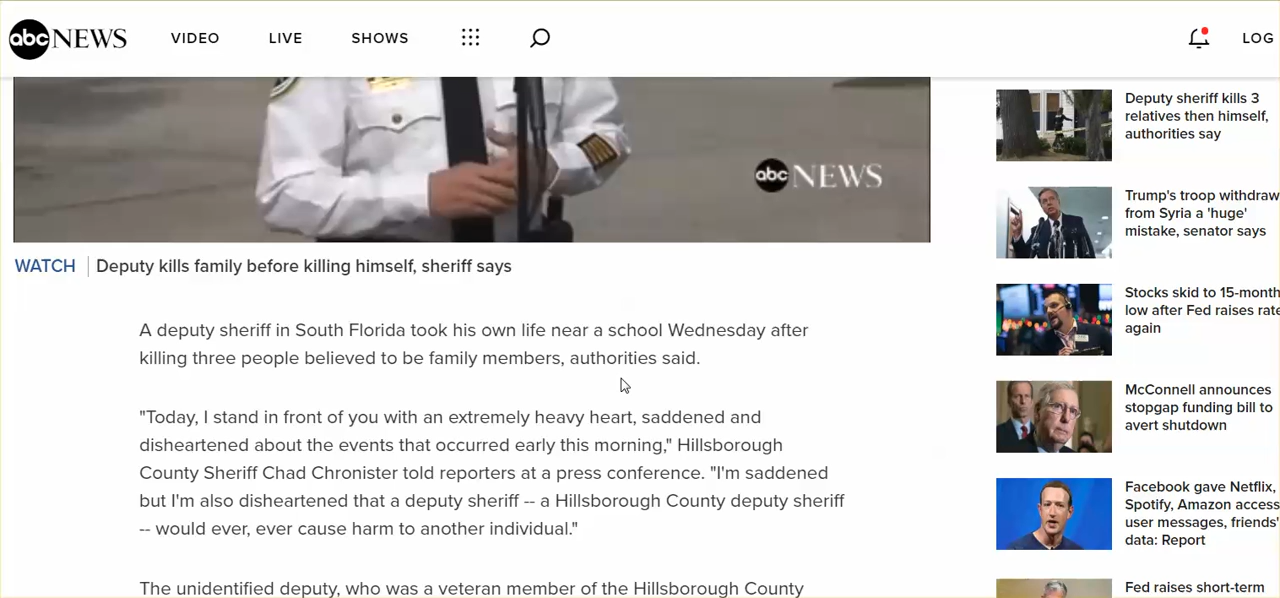 abc NEWS VIDEO LIVE SHOWS LOG
abc NEWS
WATCH Deputy kills family before killing himself, sheriff says
A deputy sheriff in South Florida took his own life near a school Wednesday after
killing three people believed to be family members, authorities said.
"Today, I stand in front of you with an extremely heavy heart, saddened and
disheartened about the events that occurred early this morning," Hillsborough
County Sheriff Chad Chronister told reporters at a press conference. "I'm saddened
but I'm also disheartened that a deputy sheriff -- a Hillsborough County deputy sheriff
-- would ever, ever cause harm to another individual."
The unidentified deputy, who was a veteran member of the Hillsborough County
Deputy sheriff kills 3
relatives then himself,
authorities say
Trump's troop withdraw
from Syria a 'huge'
mistake, senator says
Stocks skid to 15-month
low after Fed raises rate
again
McConnell announces
stopgap funding bill to
avert shutdown
Facebook gave Netflix,
Spotify, Amazon access
user messages, friends'
data: Report
Fed raises short-term